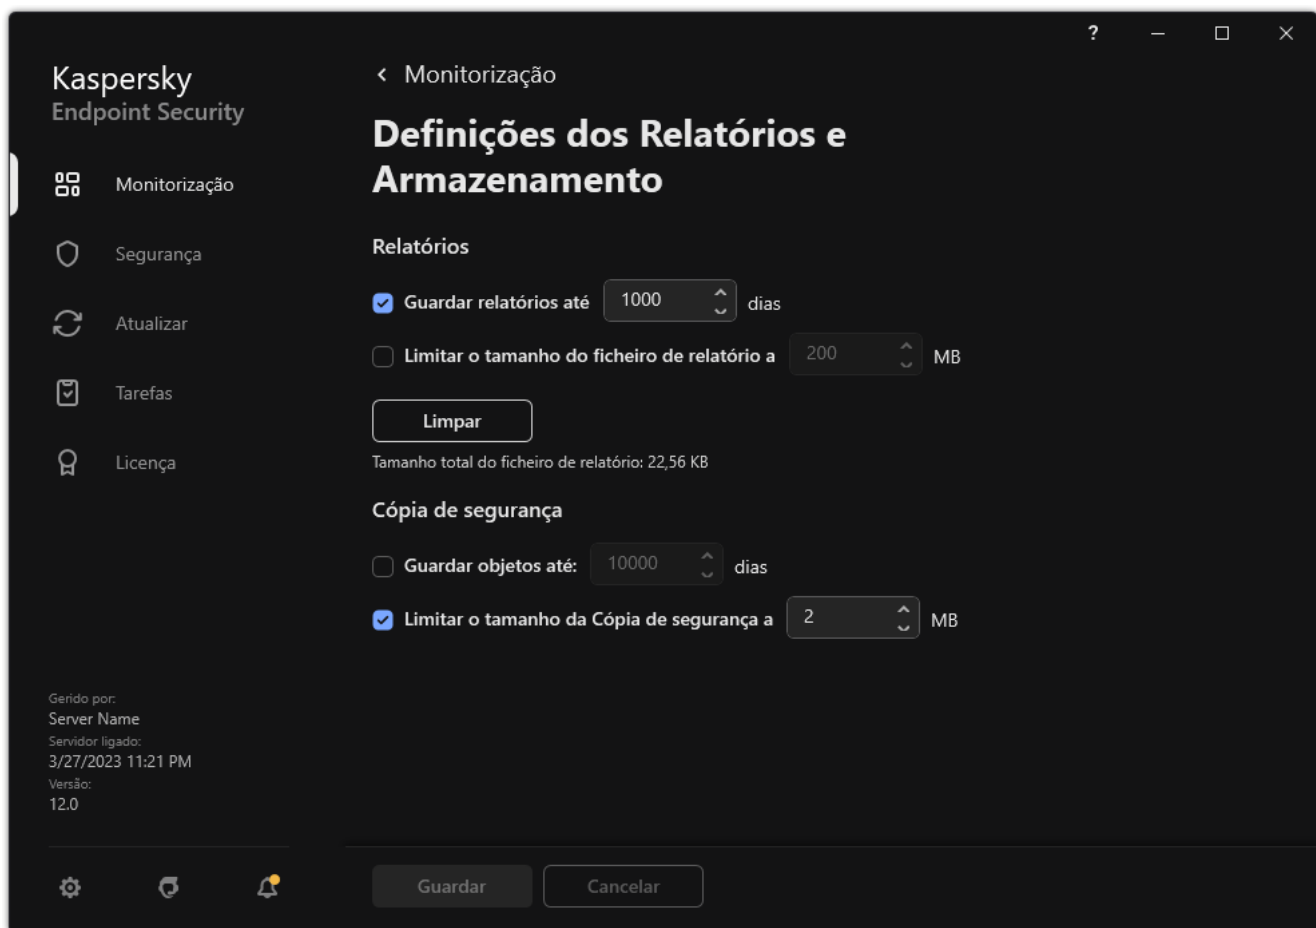 ?
Kaspersky
Endpoint Security
Monitorização
Segurança
Atualizar
Tarefas
Licença
Gerido por:
Server Name
Servidor ligado:
3/27/2023 11:21 PM
Versão:
12.0
Monitorização
Definições dos Relatórios e
Armazenamento
Relatórios
Guardar relatórios até 1000 dias
Limitar o tamanho do ficheiro de relatório a 200 MB
Limpar
Tamanho total do ficheiro de relatório: 22,56 KB
Cópia de segurança
Guardar objetos até: 10000 dias
Limitar o tamanho da Cópia de segurança a 2 MB
Guardar Cancelar